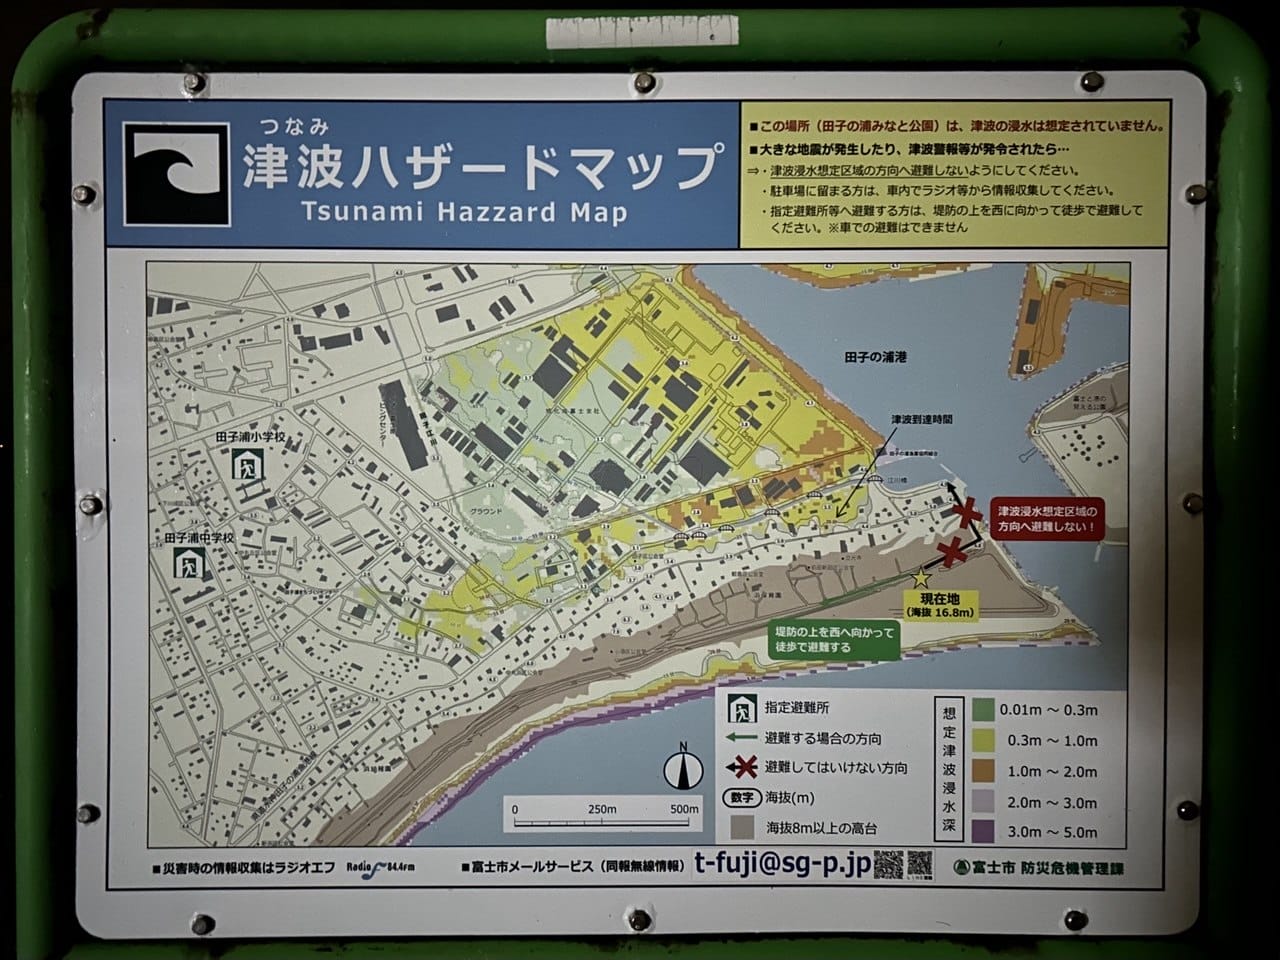 つなみ
津波ハザードマップ
Tsunami Hazzard Map
■この場所（田子の浦みなと公園）は、津波の浸水は想定されていません。
■大きな地震が発生したり、津波警報等が発令されたら…
⇒・津波浸水想定区域の方向へ避難しないようにしてください。
・駐車場に留まる方は、車内でラジオ等から情報収集してください。
・指定避難所等へ避難する方は、堤防の上を西に向かって徒歩で避難して
ください。※車での避難はできません
田子の浦港
富士と港の
見える公園
津波到達時間
田子浦小学校
グラウンド
田子浦中学校
津波浸水想定区域の
方向へ避難しない！
現在地
(海抜 16.8m)
堤防の上を西へ向かって
徒歩で避難する
指定避難所
避難する場合の方向
避難してはいけない方向
数字 海抜(m)
海抜8m以上の高台
想定津波浸水深
0.01m ～ 0.3m
0.3m ～ 1.0m
1.0m ～ 2.0m
2.0m ～ 3.0m
3.0m ～ 5.0m
N
0 250m 500m
■災害時の情報収集はラジオエフ Radio f 84.4FM
■富士市メールサービス（同報無線情報） t-fuji@sg-p.jp
富士市 防災危機管理課